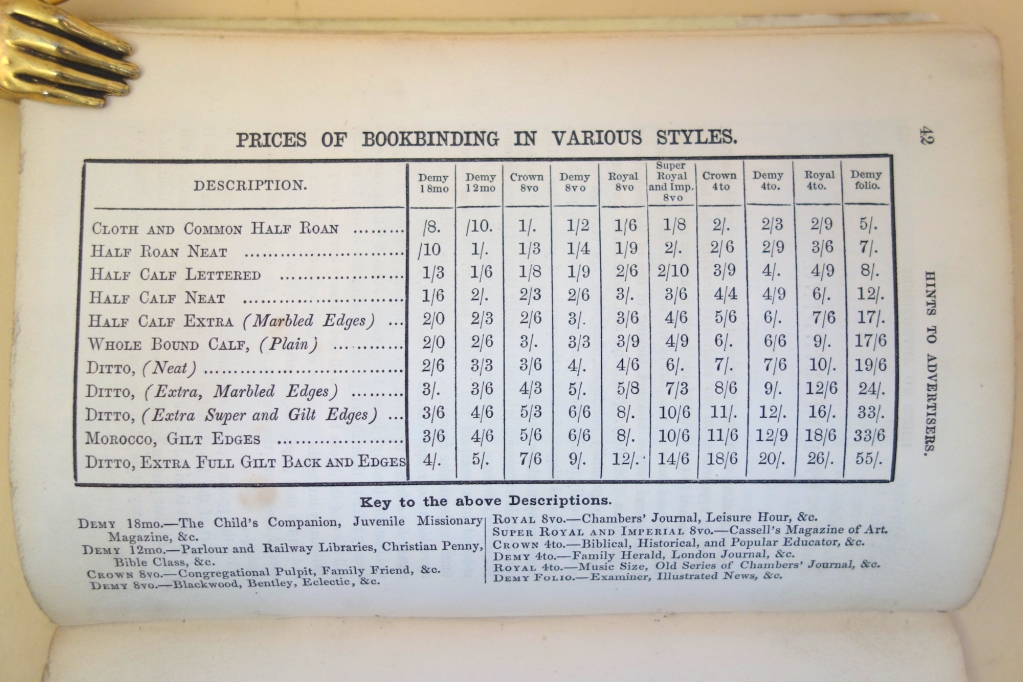 42
PRICES OF BOOKBINDING IN VARIOUS STYLES.
DESCRIPTION. Demy 18mo Demy 12mo Crown 8vo Demy 8vo Royal 8vo Super Royal and Imp. 8vo Crown 4to Demy 4to. Royal 4to. Demy folio.
CLOTH AND COMMON HALF ROAN ......... /8. /10. 1/. 1/2 1/6 1/8 2/. 2/3 2/9 5/.
HALF ROAN NEAT .............................. /10 1/. 1/3 1/4 1/9 2/. 2/6 2/9 3/6 7/.
HALF CALF LETTERED ..................... 1/3 1/6 1/8 1/9 2/6 2/10 3/9 4/. 4/9 8/.
HALF CALF NEAT ........................... 1/6 2/. 2/3 2/6 3/. 3/6 4/4 4/9 6/. 12/.
HALF CALF EXTRA (Marbled Edges) ... 2/0 2/3 2/6 3/. 3/6 4/6 5/6 6/. 7/6 17/.
WHOLE BOUND CALF, (Plain) ............ 2/0 2/6 3/. 3/3 3/9 4/9 6/. 6/6 9/. 17/6
DITTO, (Neat) .................................... 2/6 3/3 3/6 4/. 4/6 6/. 7/. 7/6 10/. 19/6
DITTO, (Extra, Marbled Edges) ......... 3/. 3/6 4/3 5/. 5/8 7/3 8/6 9/. 12/6 24/.
DITTO, (Extra Super and Gilt Edges) ... 3/6 4/6 5/3 6/6 8/. 10/6 11/. 12/. 16/. 33/.
MOROCCO, GILT EDGES ..................... 3/6 4/6 5/6 6/6 8/. 10/6 11/6 12/9 18/6 33/6
DITTO, EXTRA FULL GILT BACK AND EDGES 4/. 5/. 7/6 9/. 12/. 14/6 18/6 20/. 26/. 55/.
Key to the above Descriptions.
DEMY 18mo.—The Child's Companion, Juvenile Missionary
Magazine, &c.
DEMY 12mo.—Parlour and Railway Libraries, Christian Penny,
Bible Class, &c.
CROWN 8vo.—Congregational Pulpit, Family Friend, &c.
DEMY 8vo.—Blackwood, Bentley, Eclectic, &c.
ROYAL 8vo.—Chambers' Journal, Leisure Hour, &c.
SUPER ROYAL AND IMPERIAL 8vo.—Cassell's Magazine of Art.
CROWN 4to.—Biblical, Historical, and Popular Educator, &c.
DEMY 4to.—Family Herald, London Journal, &c.
ROYAL 4to.—Music Size, Old Series of Chambers' Journal, &c.
DEMY FOLIO.—Examiner, Illustrated News, &c.
HINTS TO ADVERTISERS.